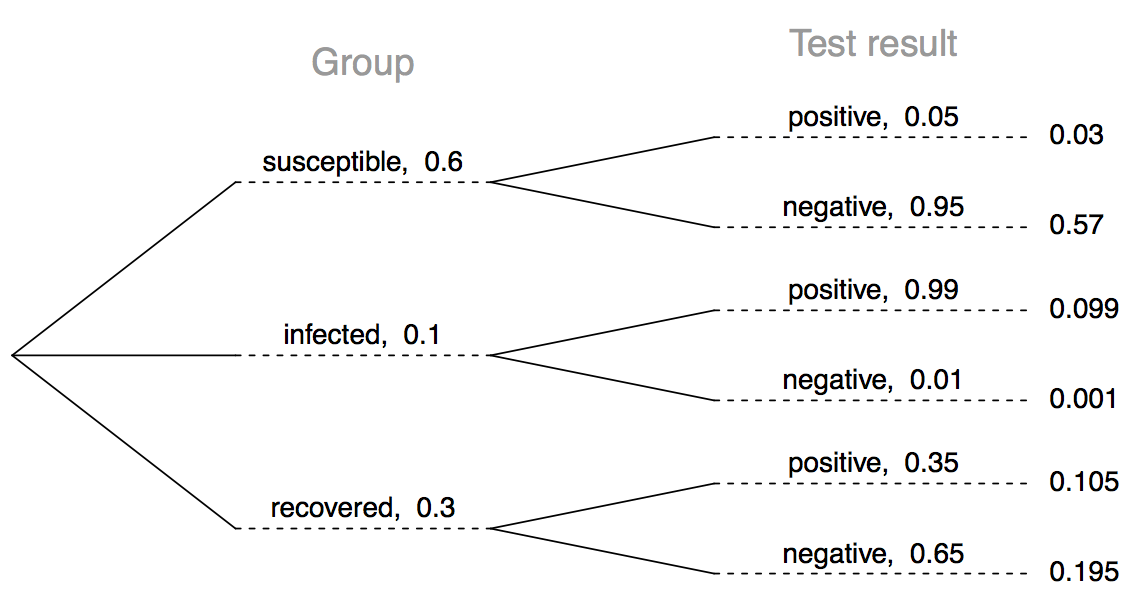 Group
Test result
susceptible, 0.6
positive, 0.05
0.03
negative, 0.95
0.57
infected, 0.1
positive, 0.99
0.099
negative, 0.01
0.001
recovered, 0.3
positive, 0.35
0.105
negative, 0.65
0.195